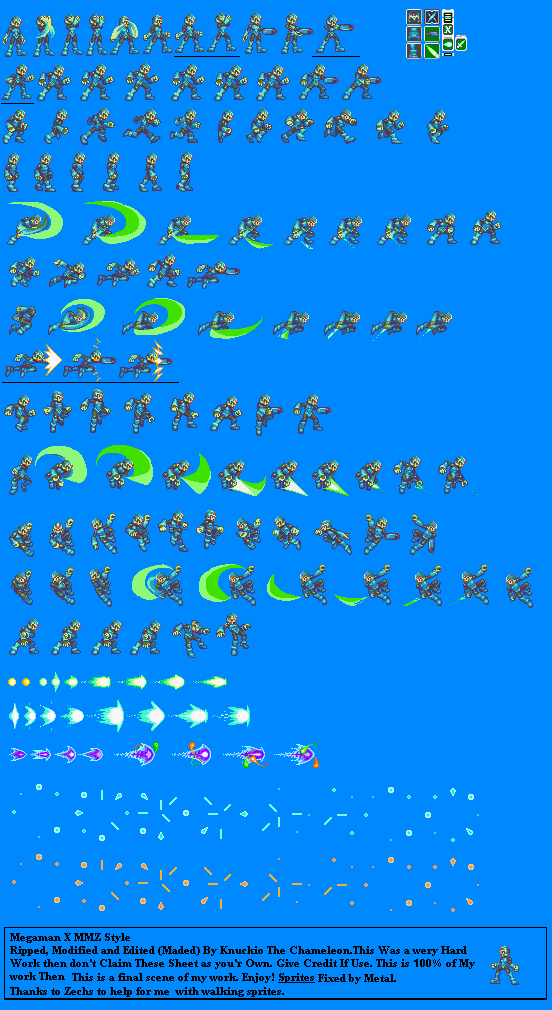 Megaman X MMZ Style
Ripped, Modified and Edited (Maded) By Knuckio The Chameleon.This Was a wery Hard
Work then don't Claim These Sheet as you'r Own. Give Credit If Use. This is 100% of My
work Then This is a final scene of my work. Enjoy! Sprites Fixed by Metal.
Thanks to Zechs to help for me with walking sprites.